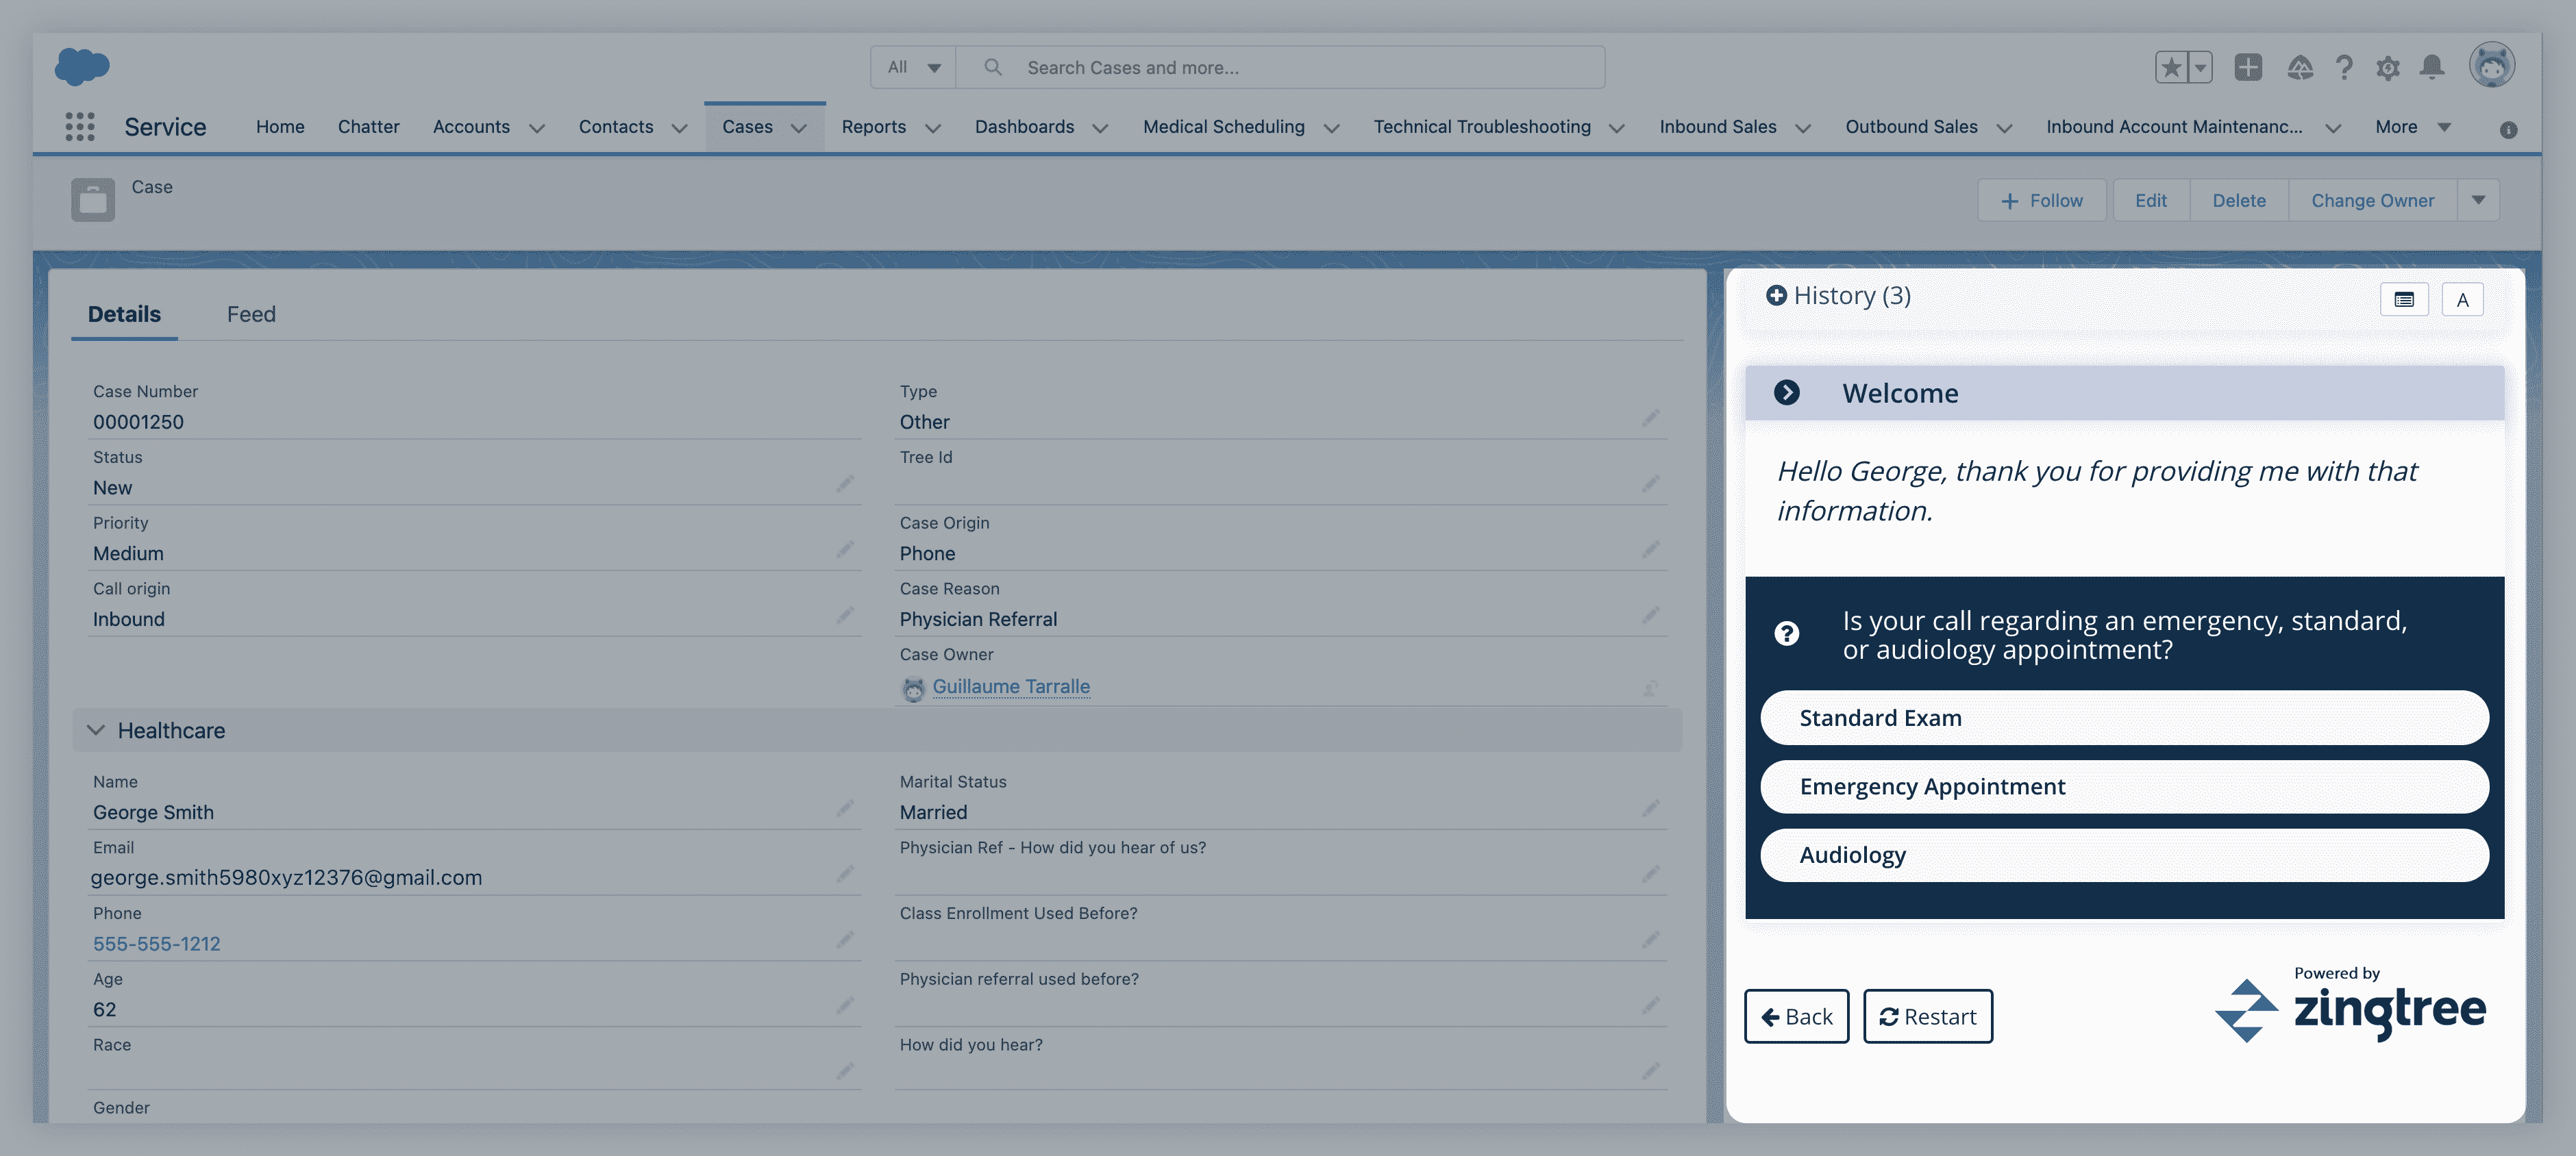 All
Search Cases and more...
Service Home Chatter Accounts Contacts Cases Reports Dashboards Medical Scheduling Technical Troubleshooting Inbound Sales Outbound Sales Inbound Account Maintenanc... More
Case
Follow Edit Delete Change Owner
Details Feed
Case Number
00001250
Type
Other
Status
New
Tree Id
Priority
Medium
Case Origin
Phone
Call origin
Inbound
Case Reason
Physician Referral
Case Owner
Guillaume Tarralle
Healthcare
Name
George Smith
Marital Status
Married
Email
george.smith5980xyz12376@gmail.com
Physician Ref - How did you hear of us?
Phone
555-555-1212
Class Enrollment Used Before?
Age
62
Physician referral used before?
Race
How did you hear?
Gender
History (3)
A
Welcome
Hello George, thank you for providing me with that
information.
Is your call regarding an emergency, standard,
or audiology appointment?
Standard Exam
Emergency Appointment
Audiology
Back Restart
Powered by
zingtree